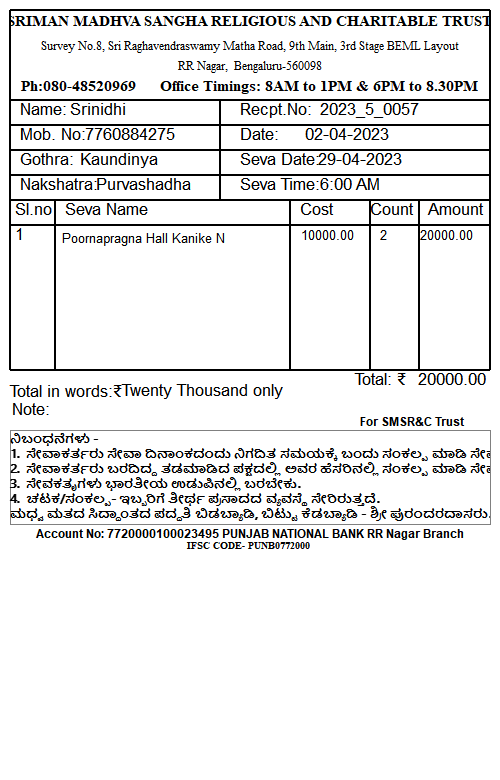 SRIMAN MADHVA SANGHA RELIGIOUS AND CHARITABLE TRUST
Survey No.8, Sri Raghavendraswamy Matha Road, 9th Main, 3rd Stage BEML Layout
RR Nagar, Bengaluru-560098
Ph:080-48520969 Office Timings: 8AM to 1PM & 6PM to 8.30PM
Name: Srinidhi Recpt.No: 2023_5_0057
Mob. No:7760884275 Date: 02-04-2023
Gothra: Kaundinya Seva Date:29-04-2023
Nakshatra:Purvashadha Seva Time:6:00 AM
Sl.no Seva Name Cost Count Amount
1 Poornapragna Hall Kanike N 10000.00 2 20000.00
Total: ₹ 20000.00
Total in words:₹Twenty Thousand only
Note:
For SMSR&C Trust
ನಿಬಂಧನೆಗಳು -
1. ಸೇವಾಕರ್ತರು ಸೇವಾ ದಿನಾಂಕದಂದು ನಿಗದಿತ ಸಮಯಕ್ಕೆ ಬಂದು ಸಂಕಲ್ಪ ಮಾಡಿ
2. ಸೇವಾಕರ್ತರು ಬರದಿದ್ದ ತಡಮಾಡಿದ ಪಕ್ಷದಲ್ಲಿ ಅವರ ಹೆಸರಿನಲ್ಲಿ ಸಂಕಲ್ಪ ಮಾಡಿ
3. ಸೇವಕತೃಗಳು ಭಾರತೀಯ ಉಡುಪಿನಲ್ಲಿ ಬರಬೇಕು.
4. ಚಟಕ/ಸಂಕಲ್ಪ- ಇಬ್ಬರಿಗೆ ತೀರ್ಥ ಪ್ರಸಾದದ ವ್ಯವಸ್ಥೆ ಸೇರಿರುತ್ತದೆ.
ಮಧ್ವ ಮತದ ಸಿದ್ಧಾಂತದ ಪದ್ಧತಿ ಬಿಡಬ್ಯಾಡಿ, ಬಿಟ್ಟು ಕೆಡಬ್ಯಾಡಿ - ಶ್ರೀ ಪುರಂದರದಾಸರು.
Account No: 7720000100023495 PUNJAB NATIONAL BANK RR Nagar Branch
IFSC CODE- PUNB0772000